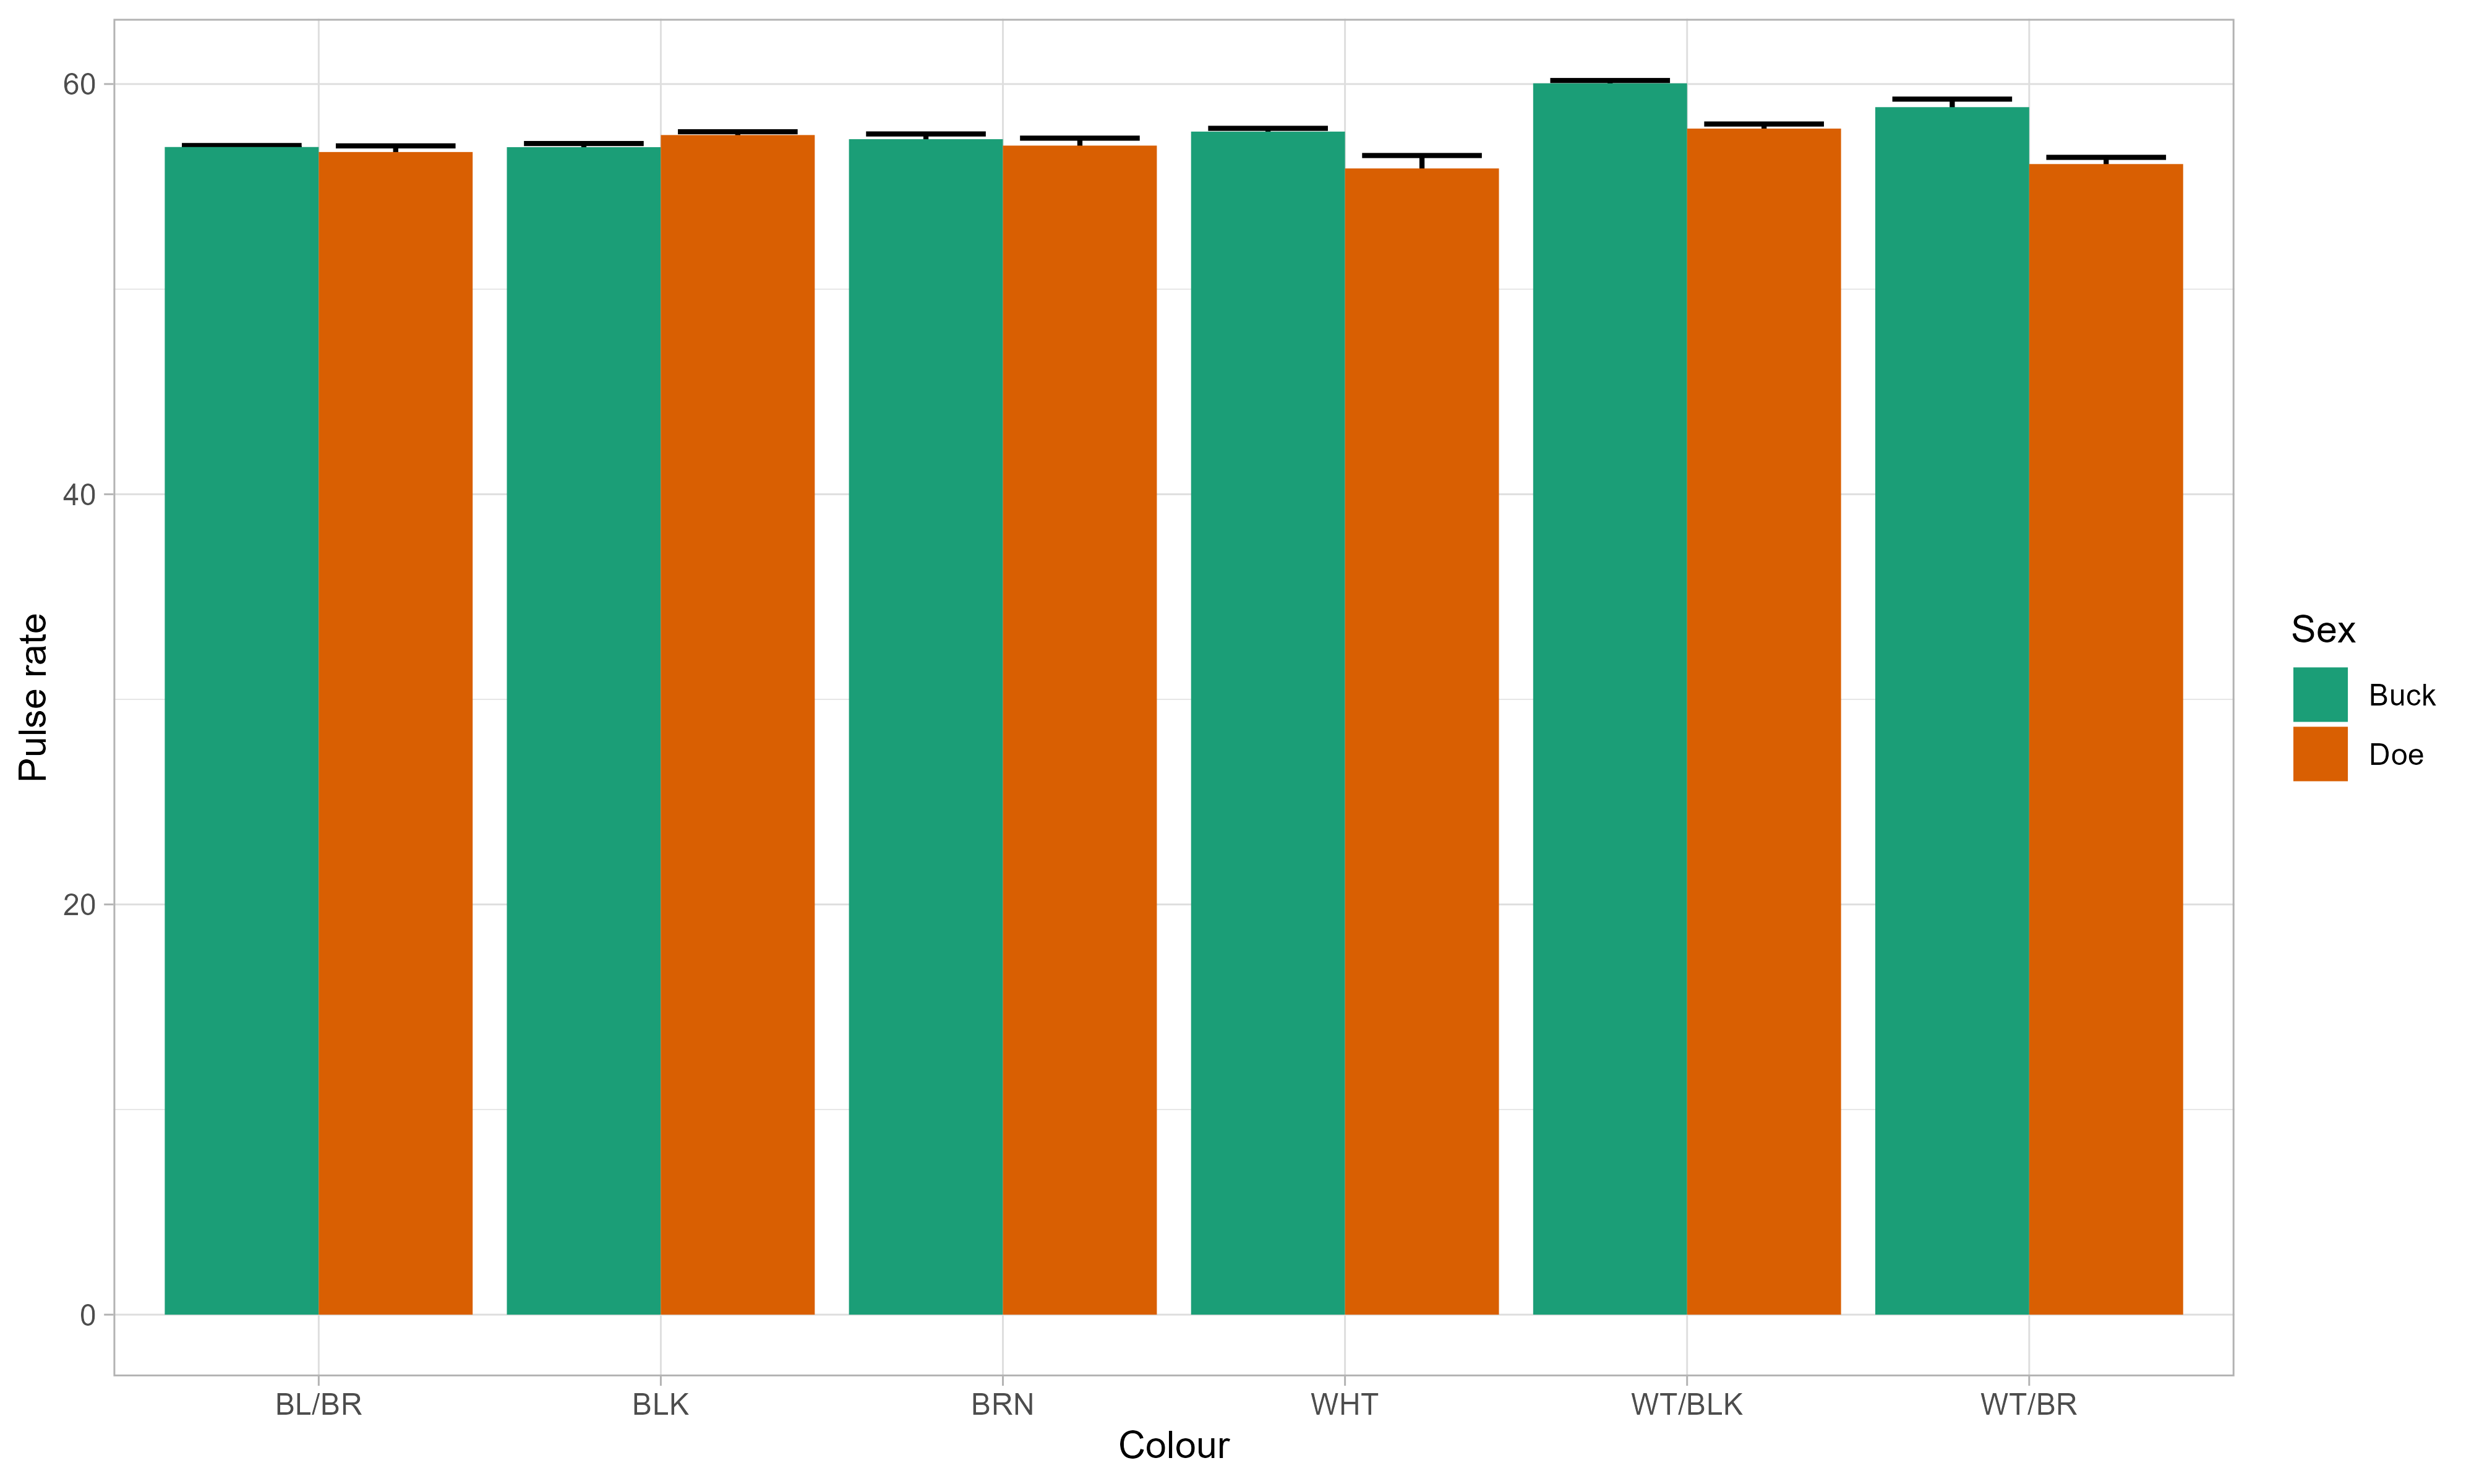 60
40
20
0
Pulse rate
BL/BR
BLK
BRN
WHT
WT/BLK
WT/BR
Colour
Sex
Buck
Doe